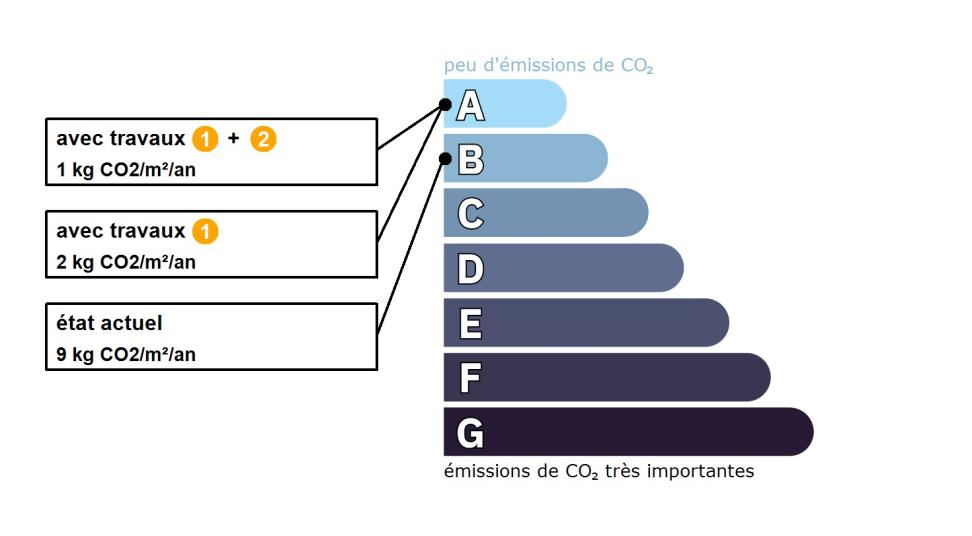 peu d'émissions de CO₂
A
B
C
D
E
F
G
émissions de CO₂ très importantes
avec travaux 1 + 2
1 kg CO2/m²/an
avec travaux 1
2 kg CO2/m²/an
état actuel
9 kg CO2/m²/an